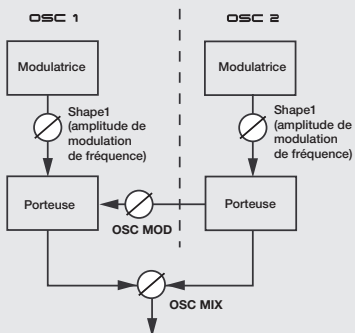 OSC 1
OSC 2
Modulatrice
Modulatrice
Shape1
(amplitude de
modulation
de fréquence)
Shape1
(amplitude de
modulation
de fréquence)
Porteuse
Porteuse
OSC MOD
OSC MIX